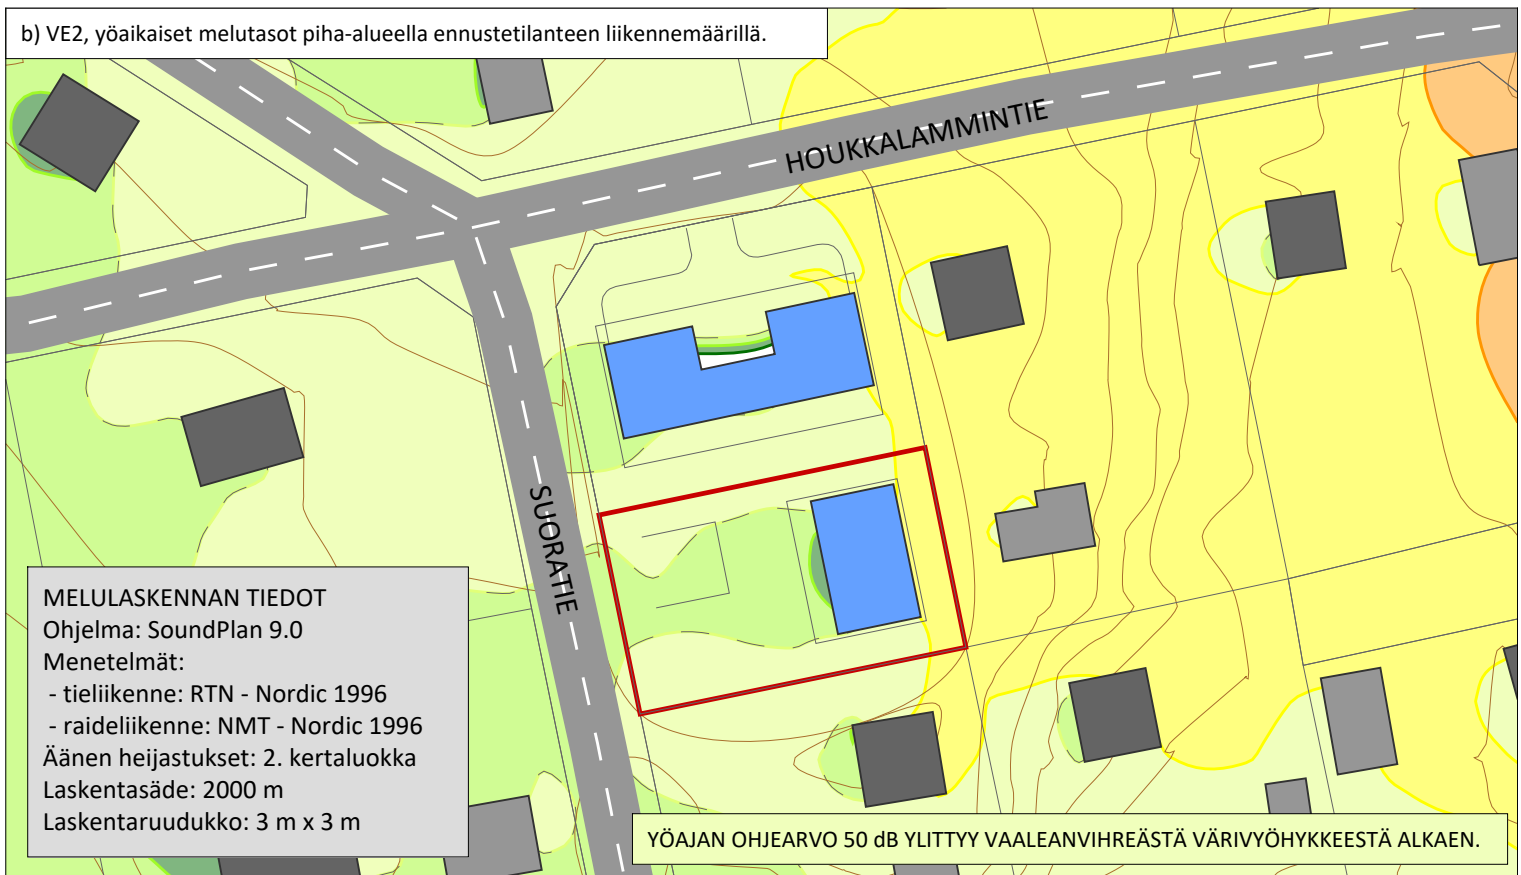 b) VE2, yöaikaiset melutasot piha-alueella ennustetilanteen liikennemäärillä.
HOUKKALAMMINTIE
SUORATIE
MELULASKENNAN TIEDOT
Ohjelma: SoundPlan 9.0
Menetelmät:
- tieliikenne: RTN - Nordic 1996
- raideliikenne: NMT - Nordic 1996
Äänen heijastukset: 2. kertaluokka
Laskentasäde: 2000 m
Laskentaruudukko: 3 m x 3 m
YÖAJAN OHJEARVO 50 dB YLITTYY VAALEANVIHREÄSTÄ VÄRIVYÖHYKKEESTÄ ALKAEN.